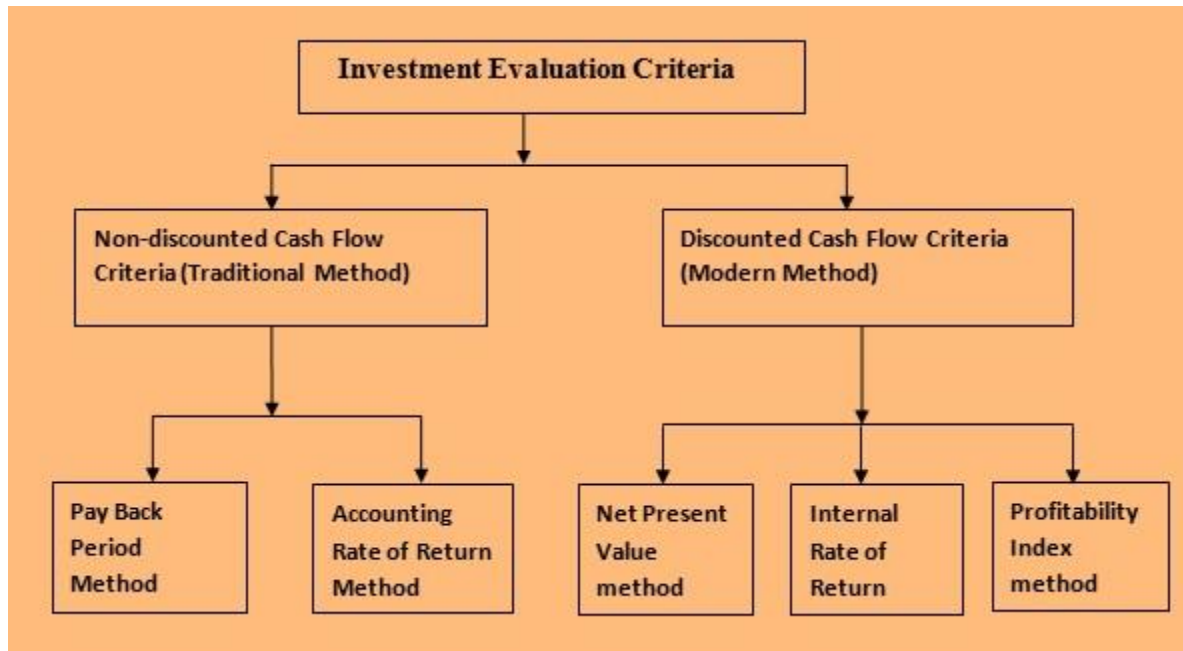 Investment Evaluation Criteria
Non-discounted Cash Flow
Criteria (Traditional Method)
Discounted Cash Flow Criteria
(Modern Method)
Pay Back
Period
Method
Accounting
Rate of Return
Method
Net Present
Value
method
Internal
Rate of
Return
Profitability
Index
method